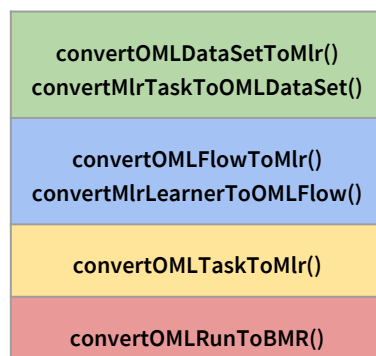 convertOMLDataSetToMlr()
convertMlrTaskToOMLDataSet()
convertOMLFlowToMlr()
convertMlrLearnerToOMLFlow()
convertOMLTaskToMlr()
convertOMLRunToBMR()